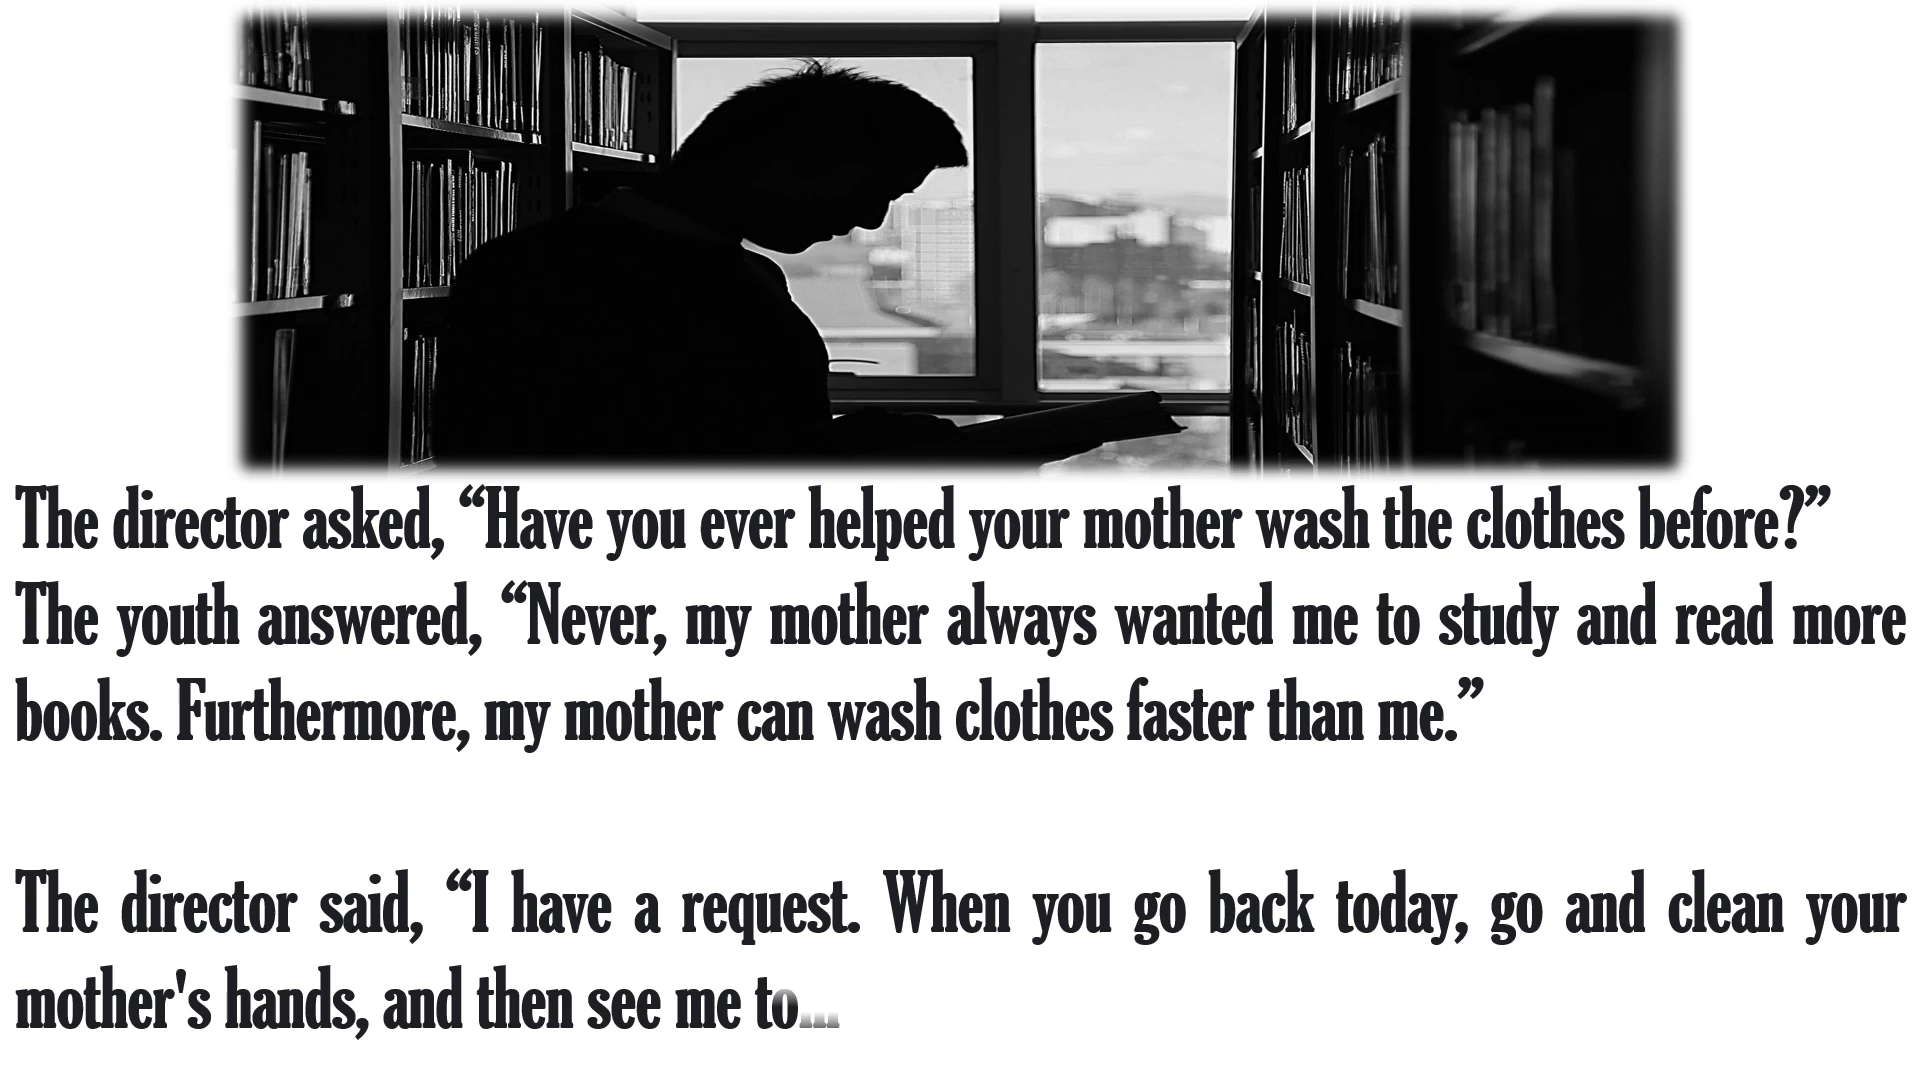 The director asked, “Have you ever helped your mother wash the clothes before?”
The youth answered, “Never, my mother always wanted me to study and read more
books. Furthermore, my mother can wash clothes faster than me.”
The director said, “I have a request. When you go back today, go and clean your
mother's hands, and then see me to...